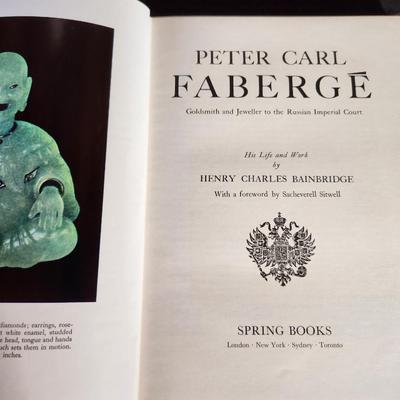 diamonds; earrings, rose-
t white enamel, studded
e head, tongue and hands
uch sets them in motion.
inches.
PETER CARL
FABERGÉ
Goldsmith and Jeweller to the Russian Imperial Court
His Life and Work
by
HENRY CHARLES BAINBRIDGE
With a foreword by Sacheverell Sitwell
SPRING BOOKS
London · New York · Sydney · Toronto